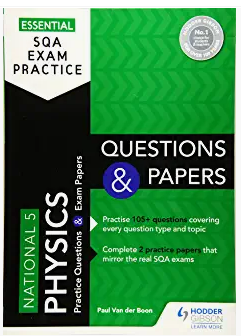 ESSENTIAL
SQA EXAM
PRACTICE
No.1
QUESTIONS
& PAPERS
NATIONAL 5
PHYSICS
Practice Questions & Exam Papers
Practise 105+ questions covering
every question type and topic
Complete 2 practice papers that
mirror the real SQA exams
Paul Van der Boon
HODDER
GIBSON
LEARN MORE